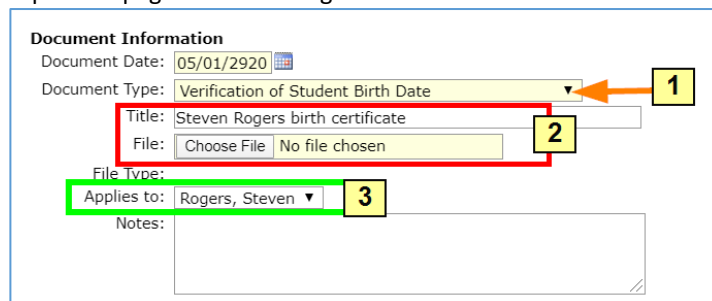 Document Information
Document Date: 05/01/2920
Document Type: Verification of Student Birth Date
1
Title: Steven Rogers birth certificate
2
File: Choose File No file chosen
File Type:
Applies to: Rogers, Steven
3
Notes: